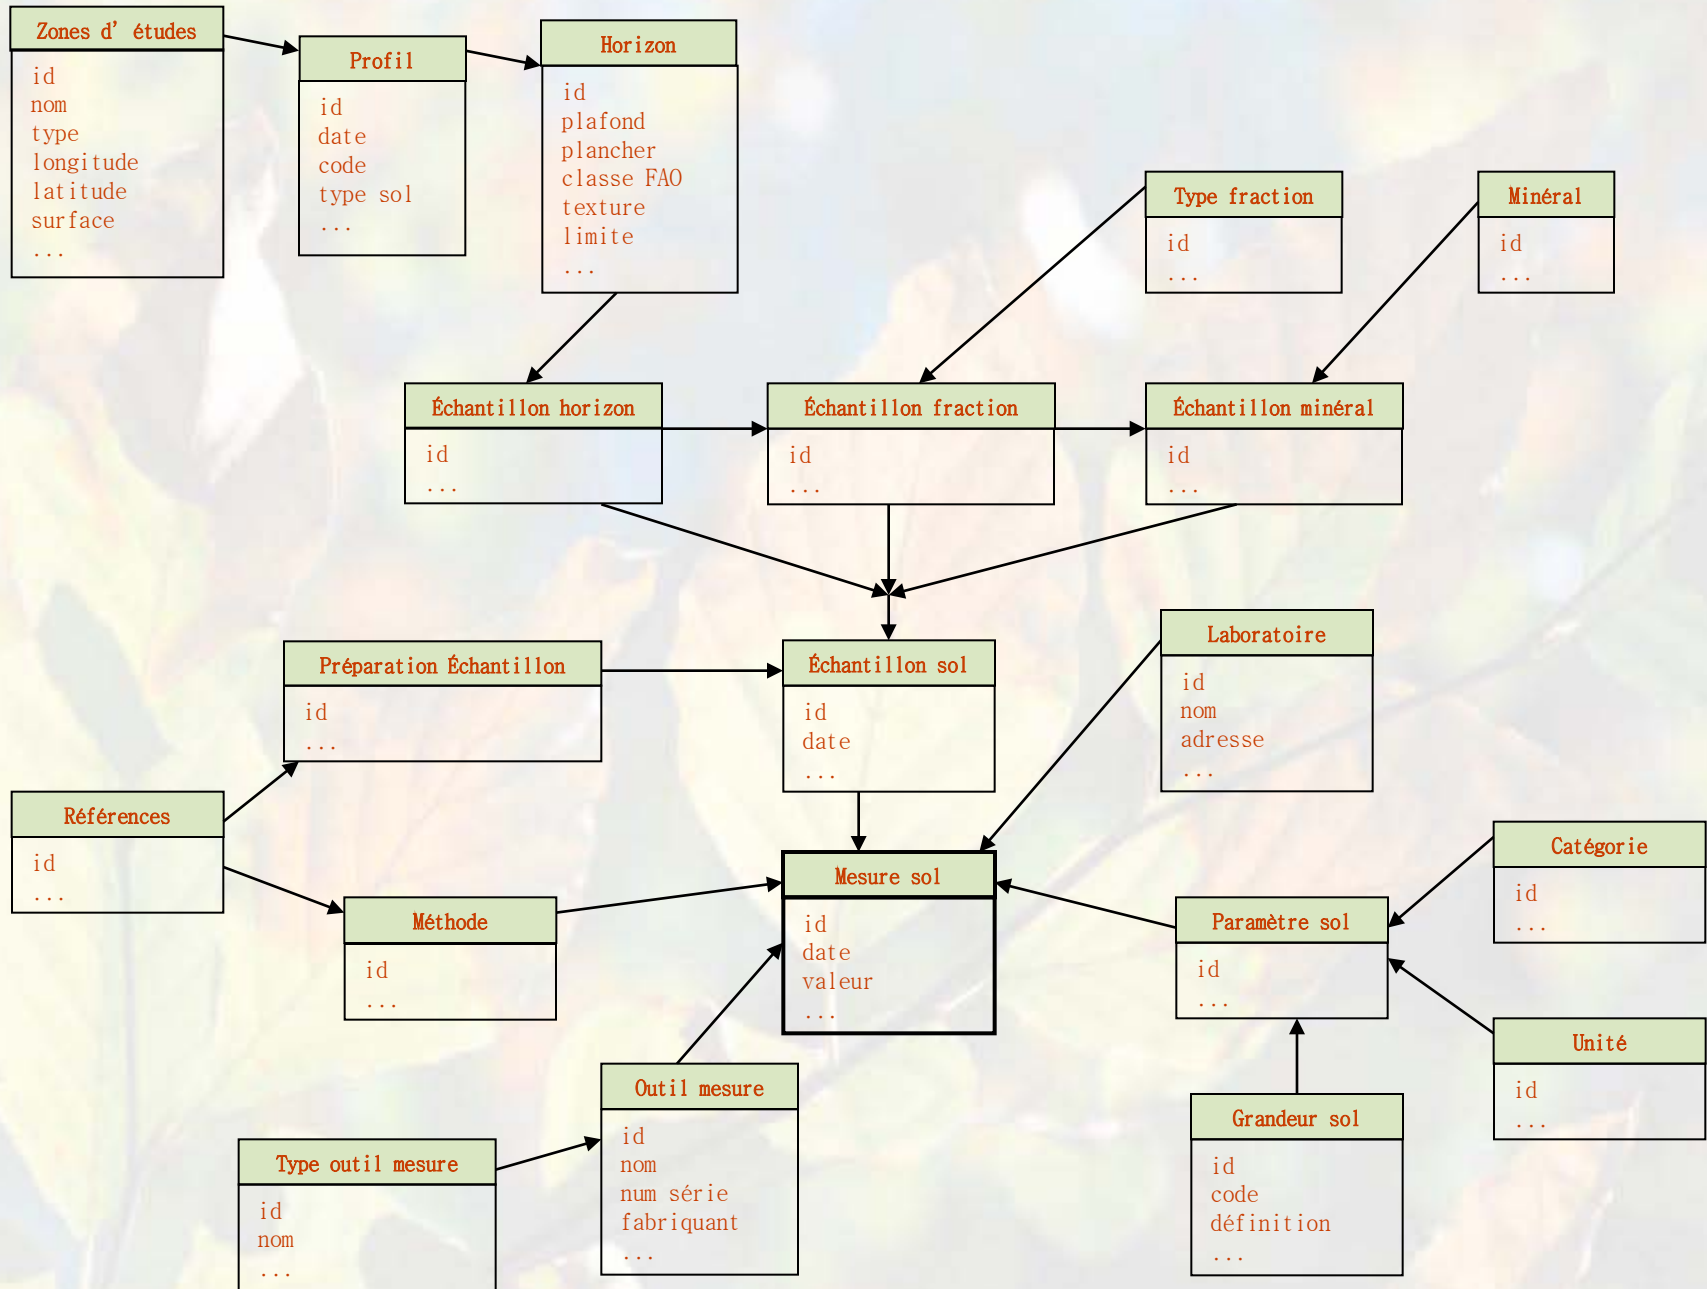 Zones d’ études
id
nom
type
longitude
latitude
surface
...
Profil
id
date
code
type sol
...
Horizon
id
plafond
plancher
classe FAO
texture
limite
...
Type fraction
id
...
Minéral
id
...
Échantillon horizon
id
...
Échantillon fraction
id
...
Échantillon minéral
id
...
Préparation Échantillon
id
...
Échantillon sol
id
date
...
Laboratoire
id
nom
adresse
...
Références
id
...
Méthode
id
...
Mesure sol
id
date
valeur
...
Paramètre sol
id
...
Catégorie
id
...
Unité
id
...
Type outil mesure
id
nom
...
Outil mesure
id
nom
num série
fabriquant
...
Grandeur sol
id
code
définition
...